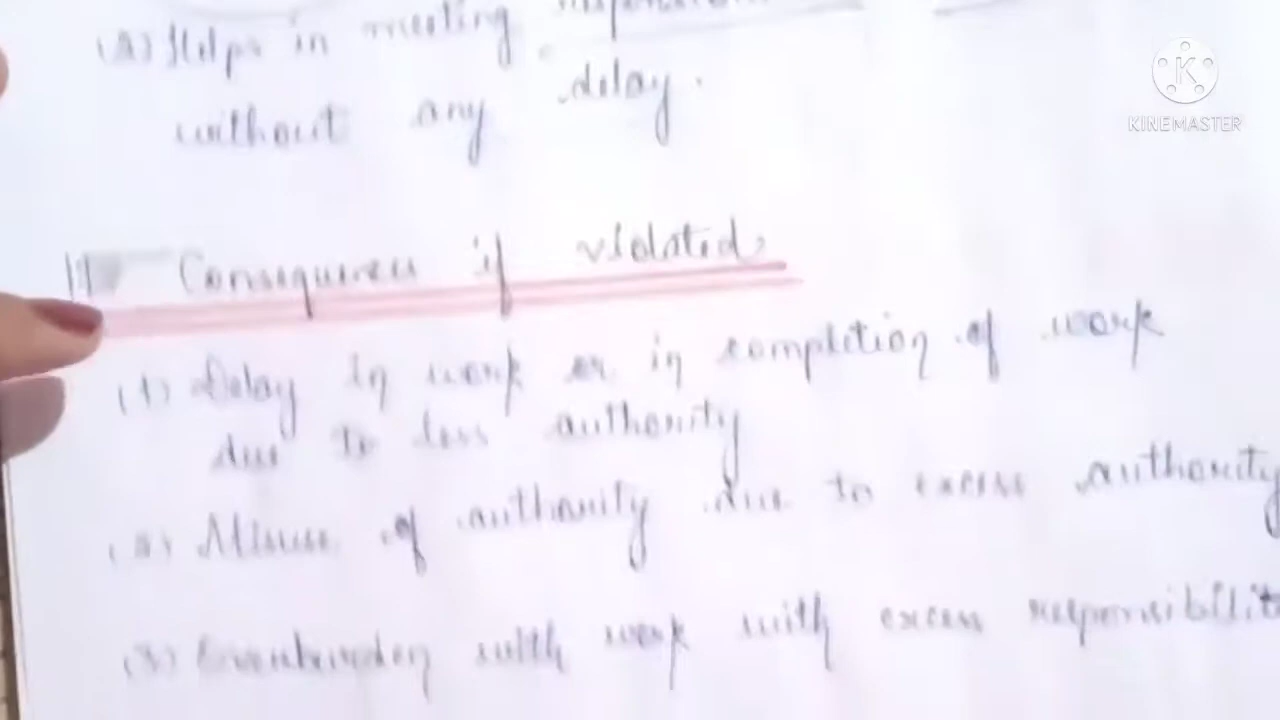 (2) Helps in meeting
without any delay.
Consequences if violated:
(1) Delay in work or in completion of work
due to less authority
(2) Misuse of authority due to excess authority
(3) Overburden with work with excess responsibilit
KINEMASTER